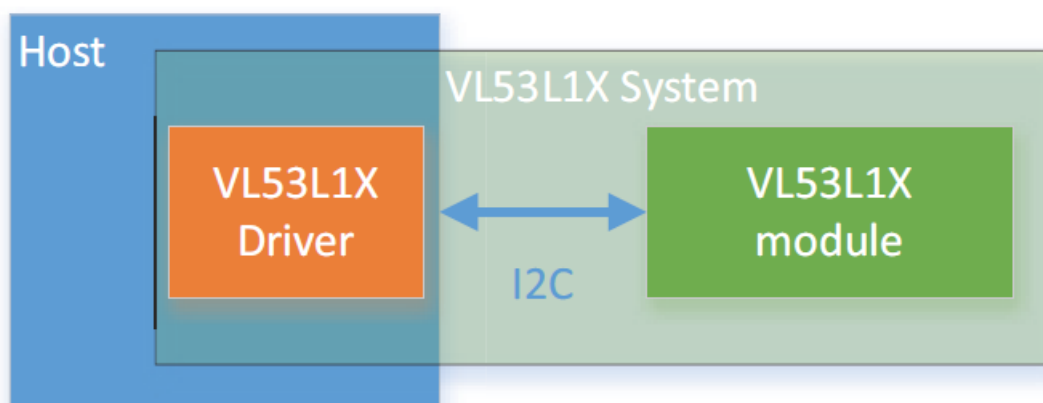 Host
VL53L1X System
VL53L1X
Driver
I2C
VL53L1X
module